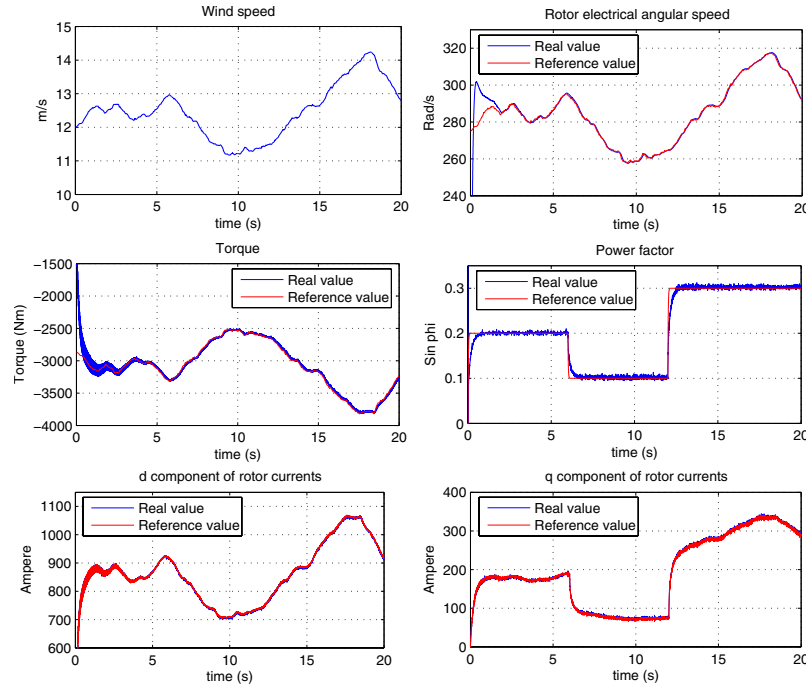 Wind speed
15
14
13
12
11
10
m/s
0 5 10 15 20
time (s)
Rotor electrical angular speed
Real value
Reference value
320
300
280
260
240
Rad/s
0 5 10 15 20
time (s)
Torque
Real value
Reference value
−1500
−2000
−2500
−3000
−3500
−4000
Torque (Nm)
0 5 10 15 20
time (s)
Power factor
Real value
Reference value
0.3
0.2
0.1
0
Sin phi
0 5 10 15 20
time (s)
d component of rotor currents
Real value
Reference value
1100
1000
900
800
700
600
Ampere
0 5 10 15 20
time (s)
q component of rotor currents
Real value
Reference value
400
300
200
100
0
Ampere
0 5 10 15 20
time (s)